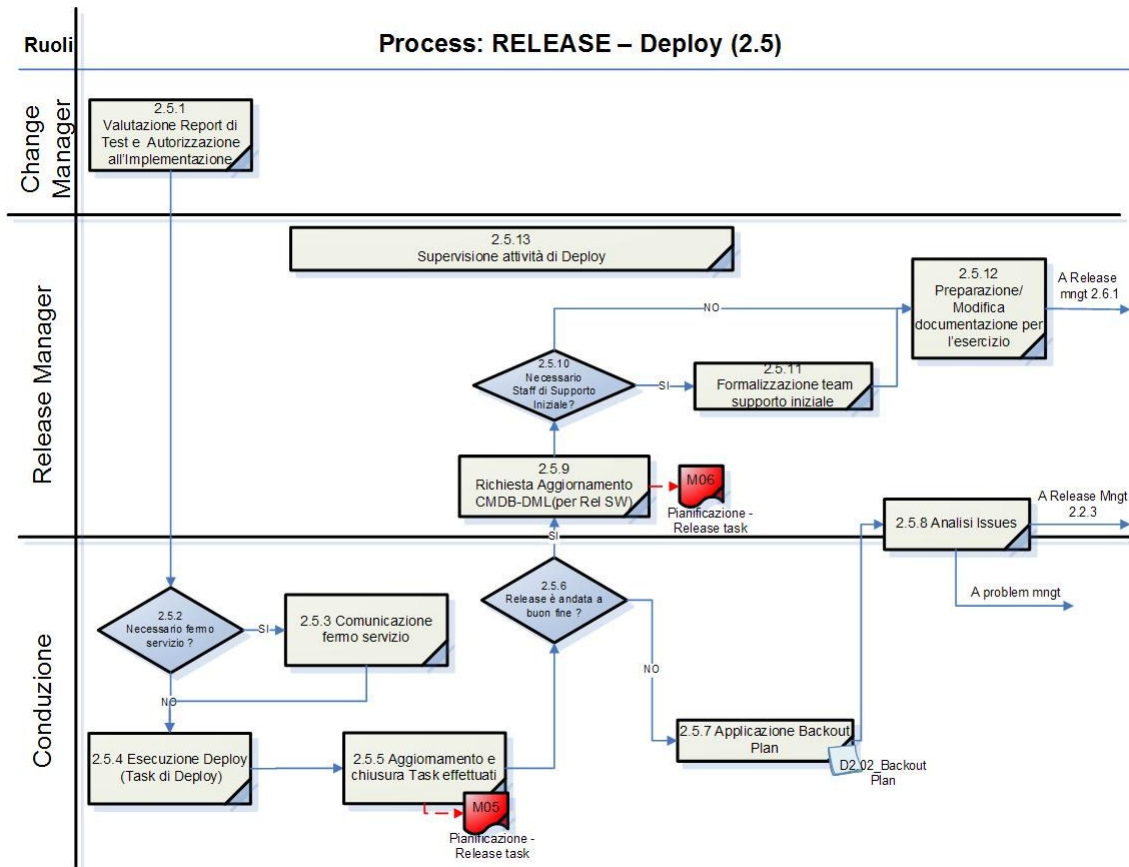 Ruoli
Process: RELEASE – Deploy (2.5)
Change
Manager
2.5.1
Valutazione Report di
Test e Autorizzazione
all'Implementazione
Release Manager
2.5.13
Supervisione attività di Deploy
2.5.12
Preparazione/
Modifica
documentazione per
l'esercizio
A Release
mngt 2.6.1
NO
2.5.10
Necessario
Staff di Supporto
Iniziale?
SI
2.5.11
Formalizzazione team
supporto iniziale
2.5.9
Richiesta Aggiornamento
CMDB-DML(per Rel SW)
M06
Pianificazione -
Release task
2.5.8 Analisi Issues
A Release Mngt
2.2.3
A problem mngt
SI
Conduzione
2.5.2
Necessario fermo
servizio ?
SI
2.5.3 Comunicazione
fermo servizio
NO
2.5.6
Release è andata a
buon fine ?
NO
2.5.4 Esecuzione Deploy
(Task di Deploy)
2.5.5 Aggiornamento e
chiusura Task effettuati
M05
Pianificazione -
Release task
2.5.7 Applicazione Backout
Plan
D2.02_Backout
Plan